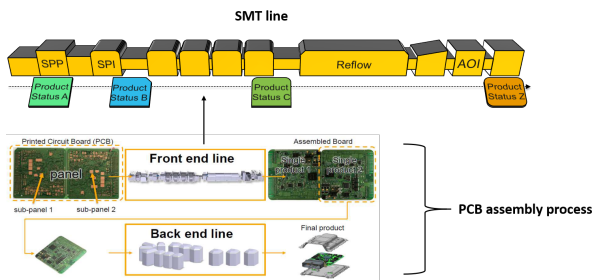 SMT line
SPP
SPI
Reflow
AOI
Product
Status A
Product
Status B
Product
Status C
Product
Status Z
Printed Circuit Board (PCB)
Assembled Board
panel
Front end line
Single
product 1
Single
product 2
sub-panel 1
sub-panel 2
PCB assembly process
Back end line
Final product